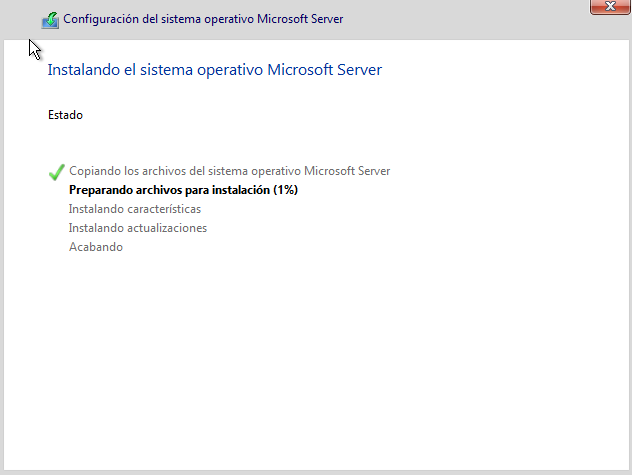 Configuración del sistema operativo Microsoft Server
Instalando el sistema operativo Microsoft Server
Estado
Copiando los archivos del sistema operativo Microsoft Server
Preparando archivos para instalación (1%)
Instalando características
Instalando actualizaciones
Acabando